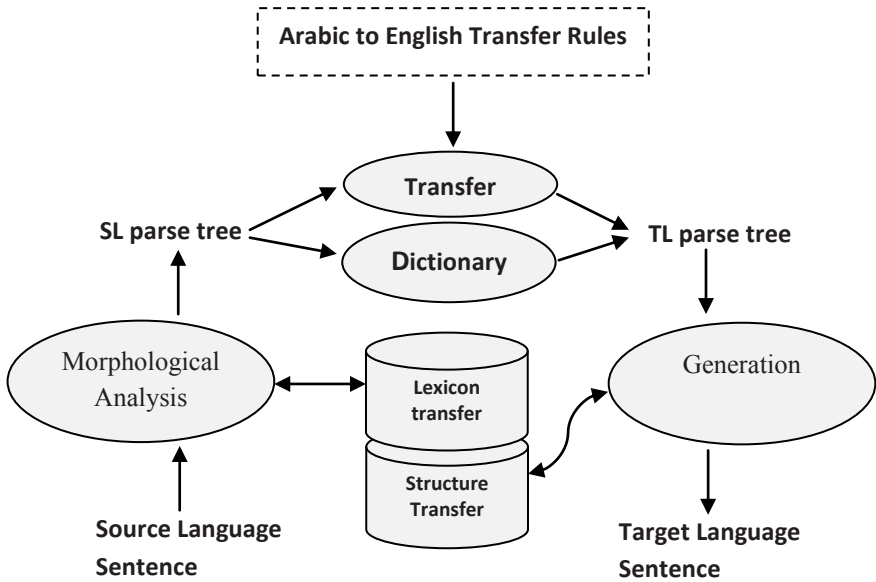 Arabic to English Transfer Rules
Transfer
SL parse tree
Dictionary
TL parse tree
Morphological
Analysis
Lexicon
transfer
Generation
Structure
Transfer
Source Language
Sentence
Target Language
Sentence